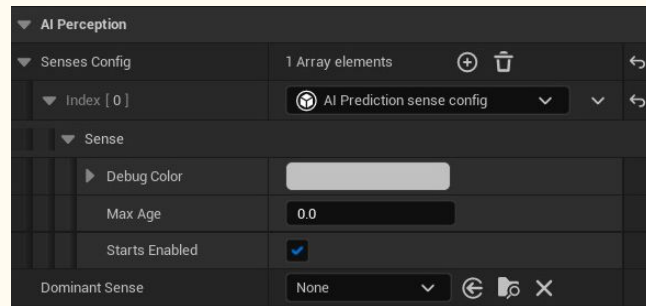 AI Perception
Senses Config 1 Array elements
Index [ 0 ] AI Prediction sense config
Sense
Debug Color
Max Age 0.0
Starts Enabled
Dominant Sense None